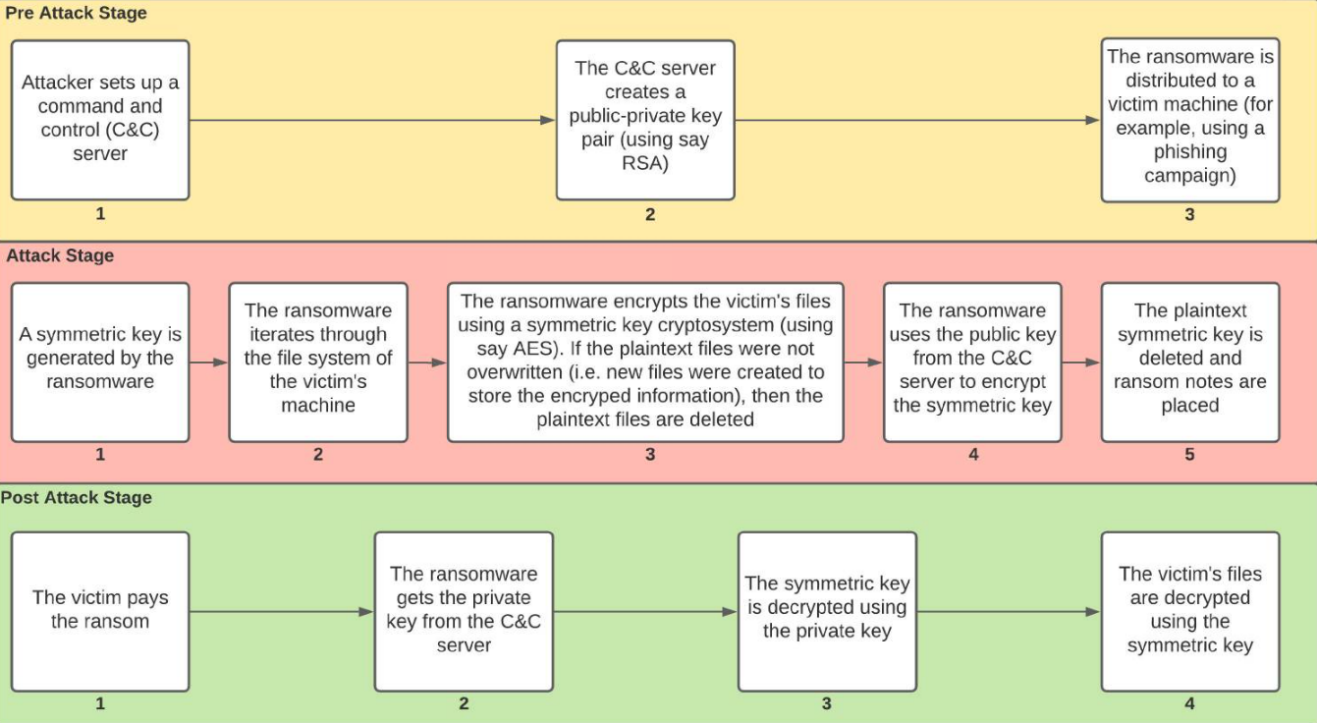 Pre Attack Stage
Attacker sets up a
command and
control (C&C)
server
1
The C&C server
creates a
public-private key
pair (using say
RSA)
2
The ransomware is
distributed to a
victim machine (for
example, using a
phishing
campaign)
3
Attack Stage
A symmetric key is
generated by the
ransomware
1
The ransomware
iterates through
the file system of
the victim's
machine
2
The ransomware encrypts the victim's files
using a symmetric key cryptosystem (using
say AES). If the plaintext files were not
overwritten (i.e. new files were created to
store the encryped information), then the
plaintext files are deleted
3
The ransomware
uses the public key
from the C&C
server to encrypt
the symmetric key
4
The plaintext
symmetric key is
deleted and
ransom notes are
placed
5
Post Attack Stage
The victim pays
the ransom
1
The ransomware
gets the private
key from the C&C
server
2
The symmetric key
is decrypted using
the private key
3
The victim's files
are decrypted
using the
symmetric key
4